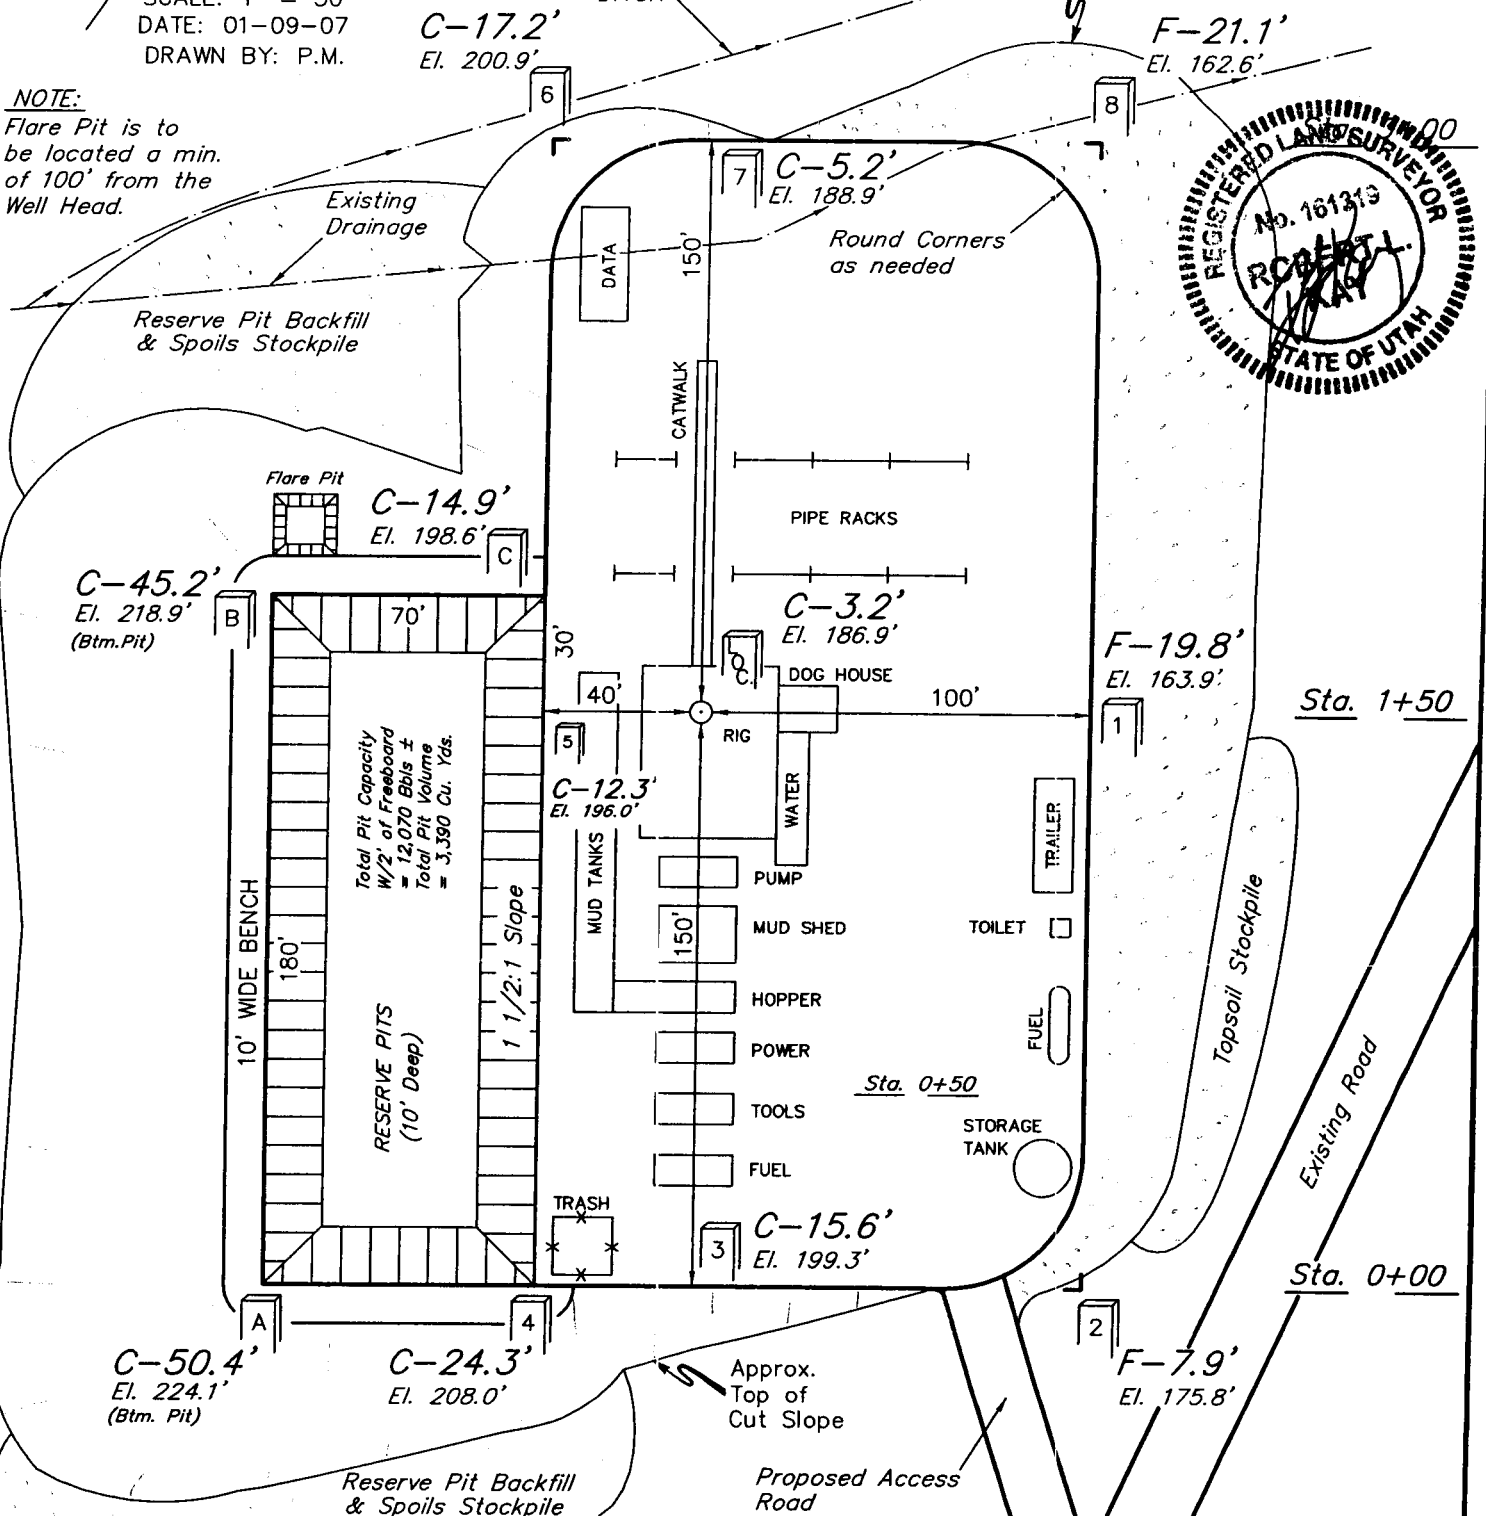 DATE: 01-09-07
DRAWN BY: P.M.
C-17.2'
El. 200.9'
6
F-21.1'
El. 162.6'
8
NOTE:
Flare Pit is to
be located a min.
of 100' from the
Well Head.
REGISTERED LAND SURVEYOR
No. 161319
ROBERT L.
KAY
STATE OF UTAH
7
C-5.2'
El. 188.9'
Existing
Drainage
DATA
150'
Round Corners
as needed
Reserve Pit Backfill
& Spoils Stockpile
CATWALK
Flare Pit
C-14.9'
El. 198.6'
C
PIPE RACKS
C-45.2'
El. 218.9'
(Btm.Pit)
B
70'
30'
C-3.2'
El. 186.9'
DOG HOUSE
F-19.8'
El. 163.9'
1
Sta. 1+50
40'
100'
RIG
5
C-12.3'
El. 196.0'
Total Pit Capacity
W/2' of Freeboard
= 12,070 Bbls ±
Total Pit Volume
= 3,390 Cu. Yds.
WATER
TRAILER
MUD TANKS
PUMP
10' WIDE BENCH
180'
1 1/2:1 Slope
150'
MUD SHED
TOILET
Topsoil Stockpile
HOPPER
RESERVE PITS
(10' Deep)
POWER
FUEL
Sta. 0+50
Existing Road
TOOLS
STORAGE
TANK
FUEL
TRASH
3
C-15.6'
El. 199.3'
Sta. 0+00
A
4
2
C-50.4'
El. 224.1'
(Btm. Pit)
C-24.3'
El. 208.0'
Approx.
Top of
Cut Slope
F-7.9'
El. 175.8'
Reserve Pit Backfill
& Spoils Stockpile
Proposed Access
Road